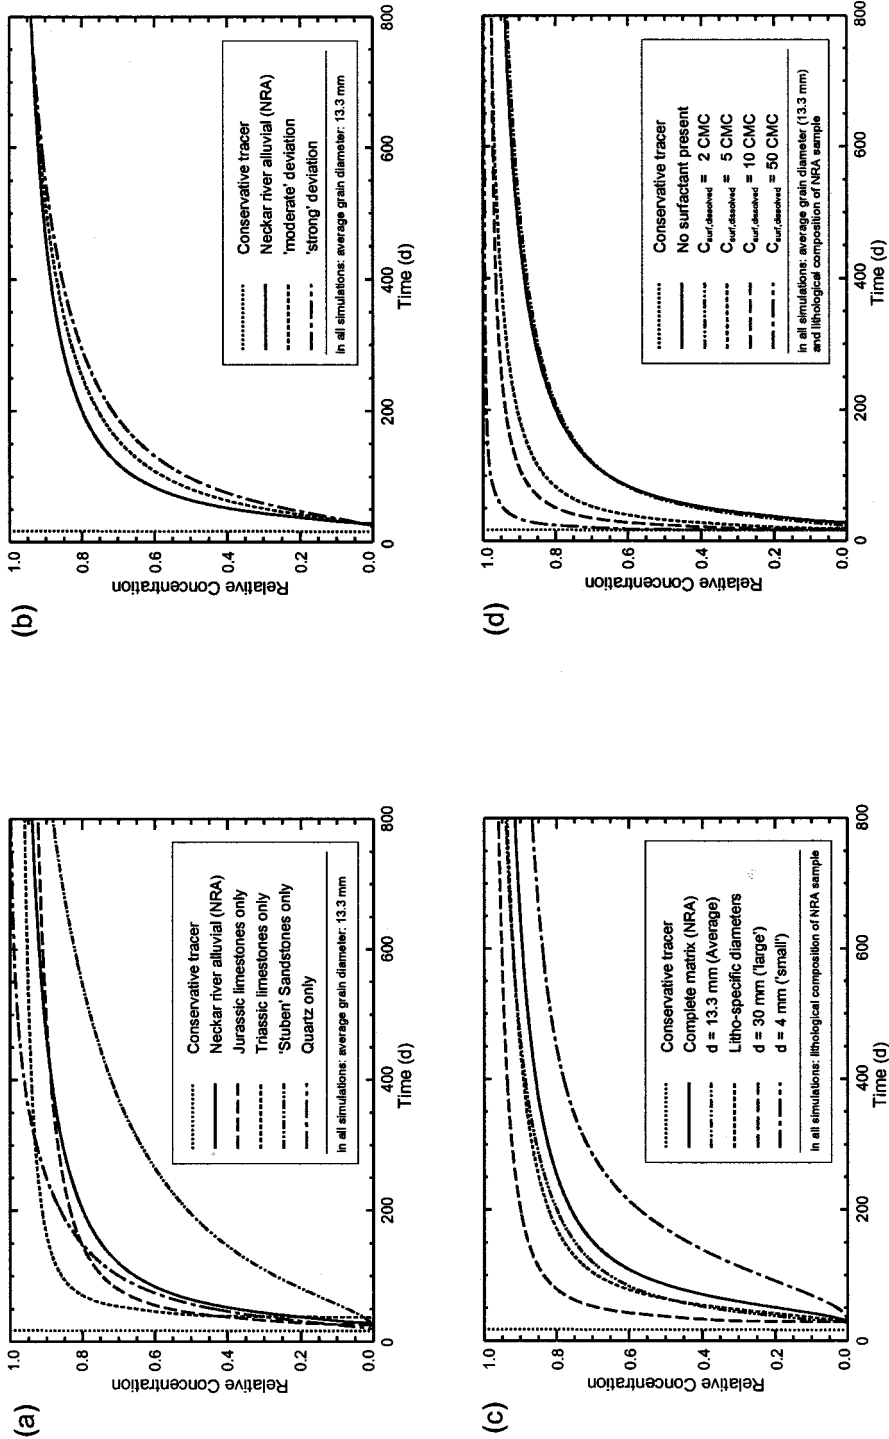 (a)
Relative Concentration
1.0
0.8
0.6
0.4
0.2
0.0
0
200
400
600
800
Time (d)
Conservative tracer
Neckar river alluvial (NRA)
Jurassic limestones only
Triassic limestones only
'Stuben' Sandstones only
Quartz only
in all simulations: average grain diameter: 13.3 mm
(b)
Relative Concentration
1.0
0.8
0.6
0.4
0.2
0.0
0
200
400
600
800
Time (d)
Conservative tracer
Neckar river alluvial (NRA)
'moderate' deviation
'strong' deviation
in all simulations: average grain diameter: 13.3 mm
(c)
Relative Concentration
1.0
0.8
0.6
0.4
0.2
0.0
0
200
400
600
800
Time (d)
Conservative tracer
Complete matrix (NRA)
d = 13.3 mm (Average)
Litho-specific diameters
d = 30 mm ('large')
d = 4 mm ('small')
in all simulations: lithological composition of NRA sample
(d)
Relative Concentration
1.0
0.8
0.6
0.4
0.2
0.0
0
200
400
600
800
Time (d)
Conservative tracer
No surfactant present
Csurf,dissolved = 2 CMC
Csurf,dissolved = 5 CMC
Csurf,dissolved = 10 CMC
Csurf,dissolved = 50 CMC
in all simulations: average grain diameter (13.3 mm)
and lithological composition of NRA sample